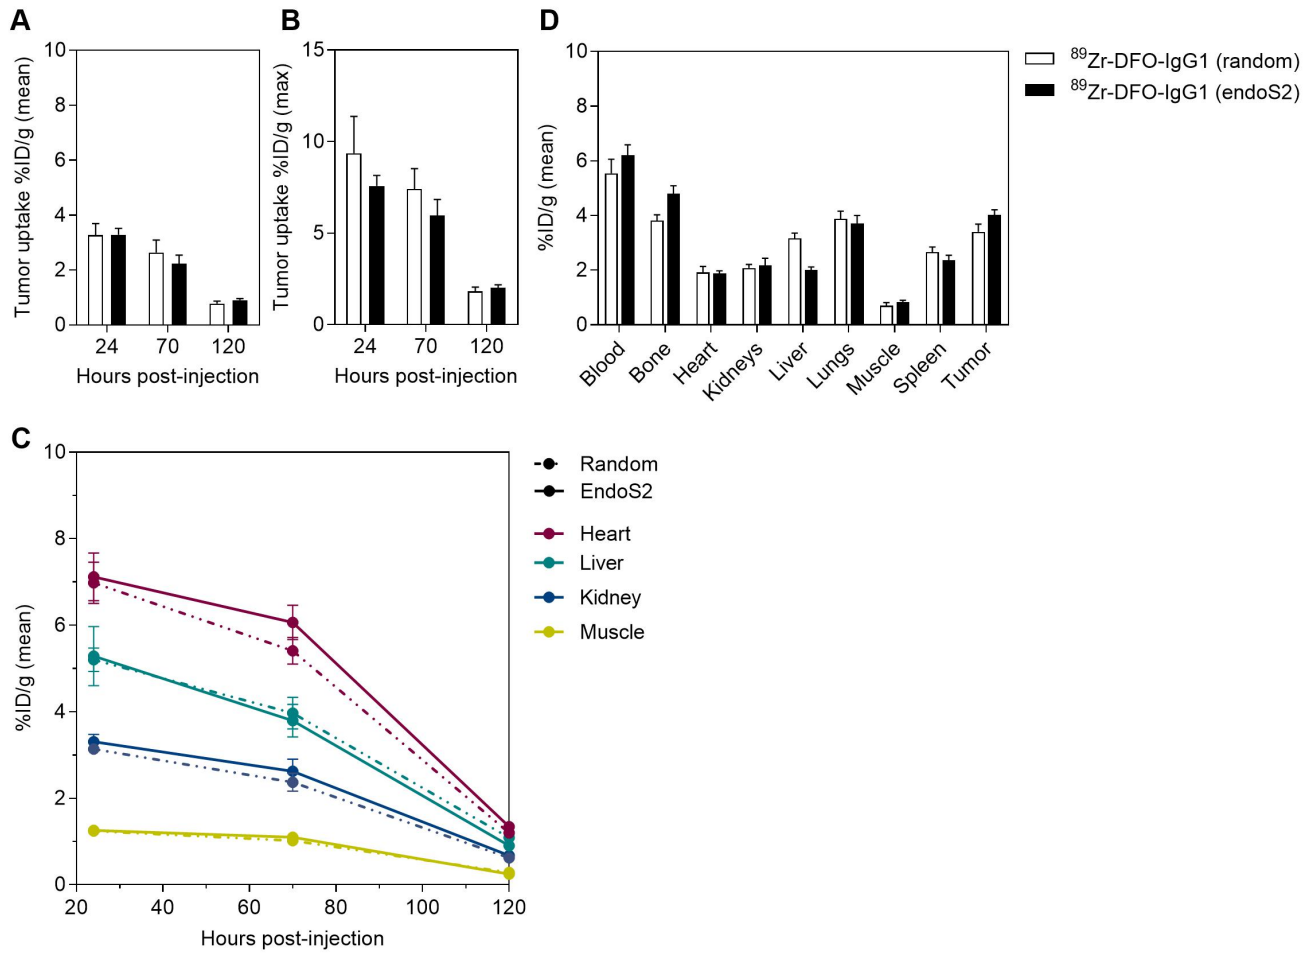 A
Tumor uptake %ID/g (mean)
10
8
6
4
2
0
24 70 120
Hours post-injection
B
Tumor uptake %ID/g (max)
15
10
5
0
24 70 120
Hours post-injection
D
%ID/g (mean)
10
8
6
4
2
0
Blood
Bone
Heart
Kidneys
Liver
Lungs
Muscle
Spleen
Tumor
⁸⁹Zr-DFO-IgG1 (random)
⁸⁹Zr-DFO-IgG1 (endoS2)
C
%ID/g (mean)
10
8
6
4
2
0
20 40 60 80 100 120
Hours post-injection
Random
EndoS2
Heart
Liver
Kidney
Muscle